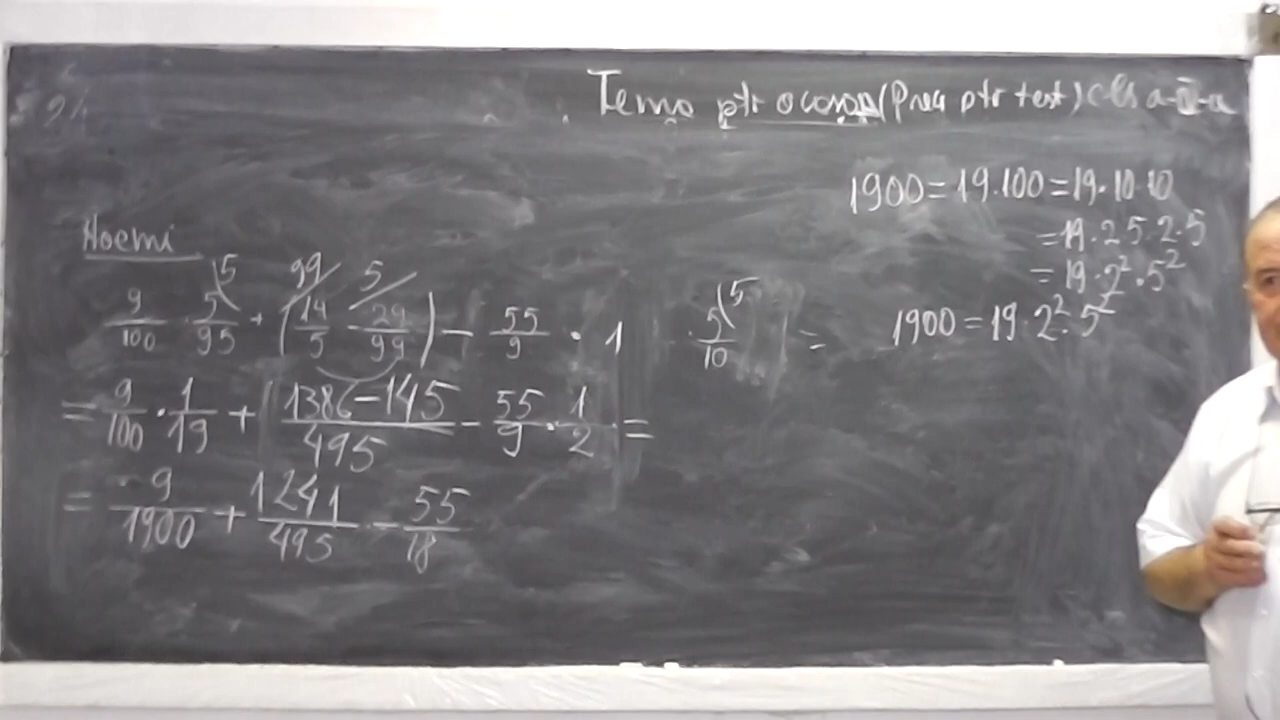 Tema ptr acasa (Preg ptr test) cls a-V-a
1900 = 19·100 = 19·10·10
= 19·2·5·2·5
= 19·2²·5²
1900 = 19·2²·5²
Noemi
9/100 · 5/95 + (14/5 - 29/99) - 55/9 · 1 · 5/10 =
= 9/100 · 1/19 + (1386-145)/495 - 55/9 · 1/2 =
= 9/1900 + 1241/495 - 55/18